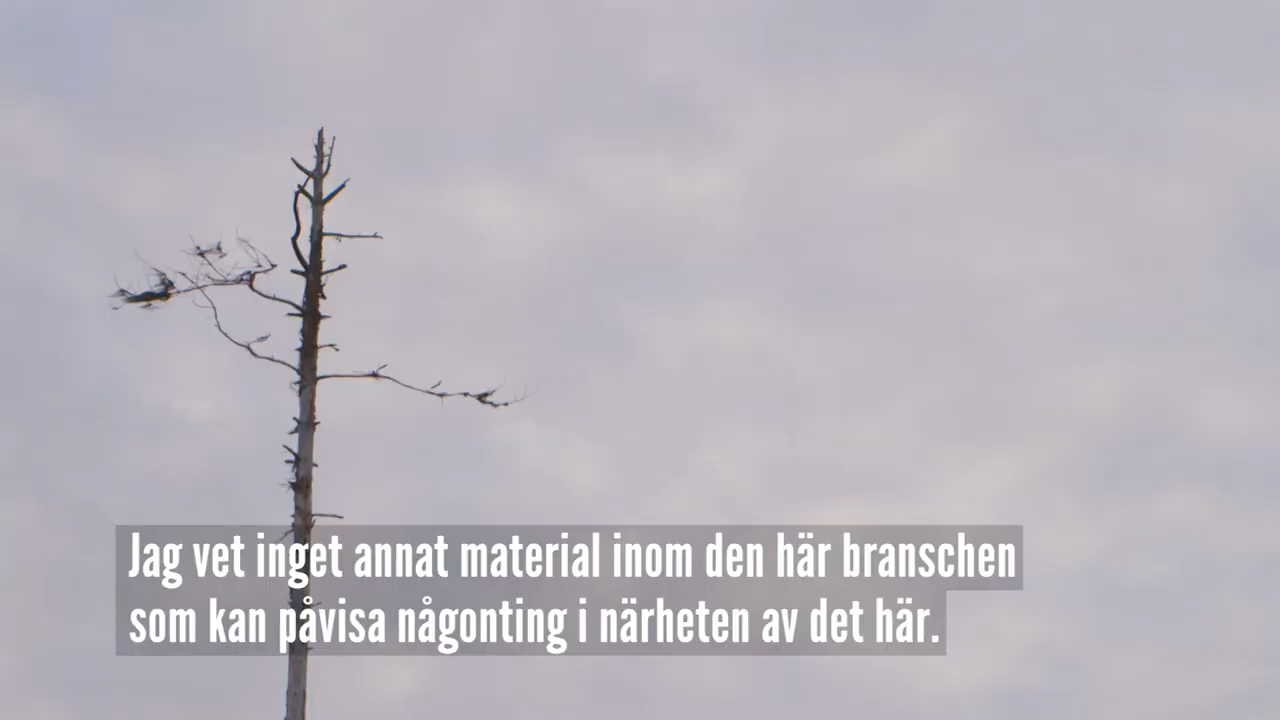 Jag vet inget annat material inom den här branschen
som kan påvisa någonting i närheten av det här.